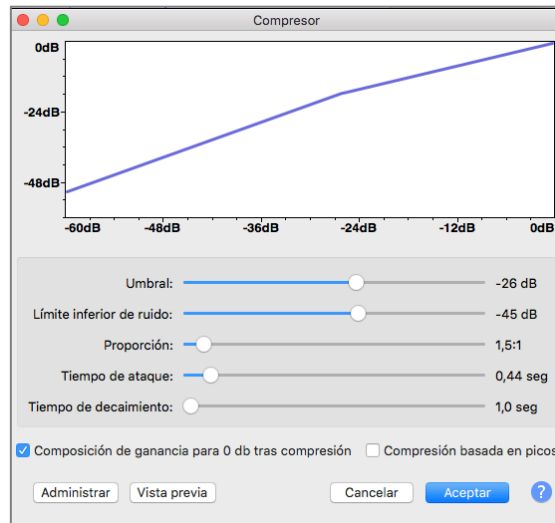 Compresor
0dB
-24dB
-48dB
-60dB -48dB -36dB -24dB -12dB 0dB
Umbral: -26 dB
Límite inferior de ruido: -45 dB
Proporción: 1,5:1
Tiempo de ataque: 0,44 seg
Tiempo de decaimiento: 1,0 seg
Composición de ganancia para 0 db tras compresión Compresión basada en picos
Administrar Vista previa Cancelar Aceptar ?